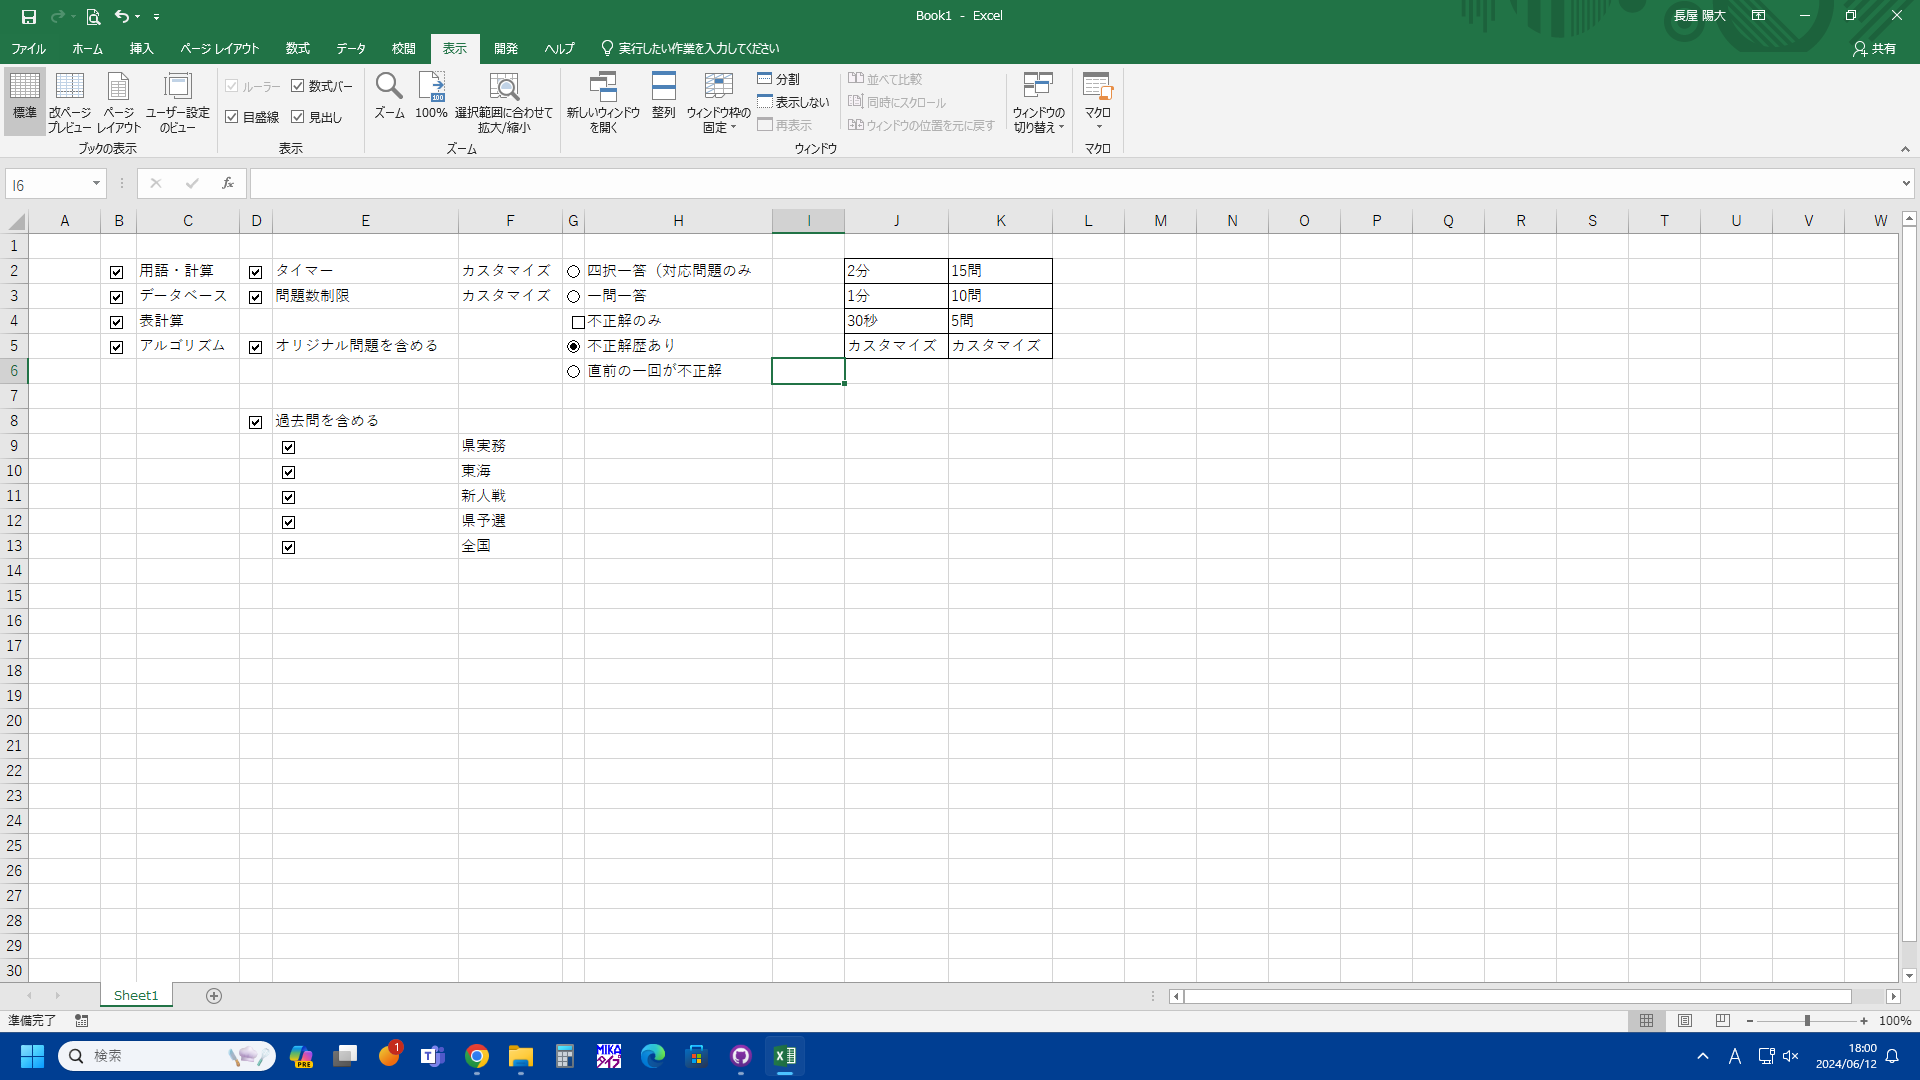 Book1 - Excel
長屋 陽大
ファイル ホーム 挿入 ページ レイアウト 数式 データ 校閲 表示 開発 ヘルプ 実行したい作業を入力してください 共有
標準
改ページ
プレビュー
ページ
レイアウト
ユーザー設定
のビュー
ブックの表示
ルーラー 数式バー
目盛線 見出し
表示
ズーム
100%
選択範囲に合わせて
拡大/縮小
ズーム
新しいウィンドウ
を開く
整列
ウィンドウ枠の
固定
分割
表示しない
再表示
並べて比較
同時にスクロール
ウィンドウの位置を元に戻す
ウィンドウ
ウィンドウの
切り替え
マクロ
マクロ
I6 fx
A B C D E F G H I J K L M N O P Q R S T U V W
1
2 用語・計算 タイマー カスタマイズ 四択一答（対応問題のみ 2分 15問
3 データベース 問題数制限 カスタマイズ 一問一答 1分 10問
4 表計算 不正解のみ 30秒 5問
5 アルゴリズム オリジナル問題を含める 不正解歴あり カスタマイズ カスタマイズ
6 直前の一回が不正解
7
8 過去問を含める
9 県実務
10 東海
11 新人戦
12 県予選
13 全国
14
15
16
17
18
19
20
21
22
23
24
25
26
27
28
29
30
Sheet1
準備完了 100%
検索
PRE
1
MIKA
タイプ
A
18:00
2024/06/12